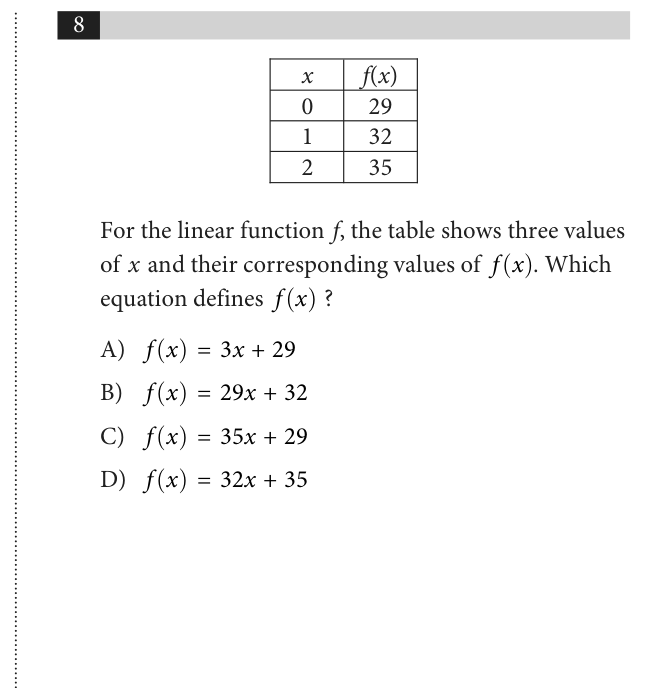 8
x f(x)
0 29
1 32
2 35
For the linear function f, the table shows three values
of x and their corresponding values of f(x). Which
equation defines f(x) ?
A) f(x) = 3x + 29
B) f(x) = 29x + 32
C) f(x) = 35x + 29
D) f(x) = 32x + 35